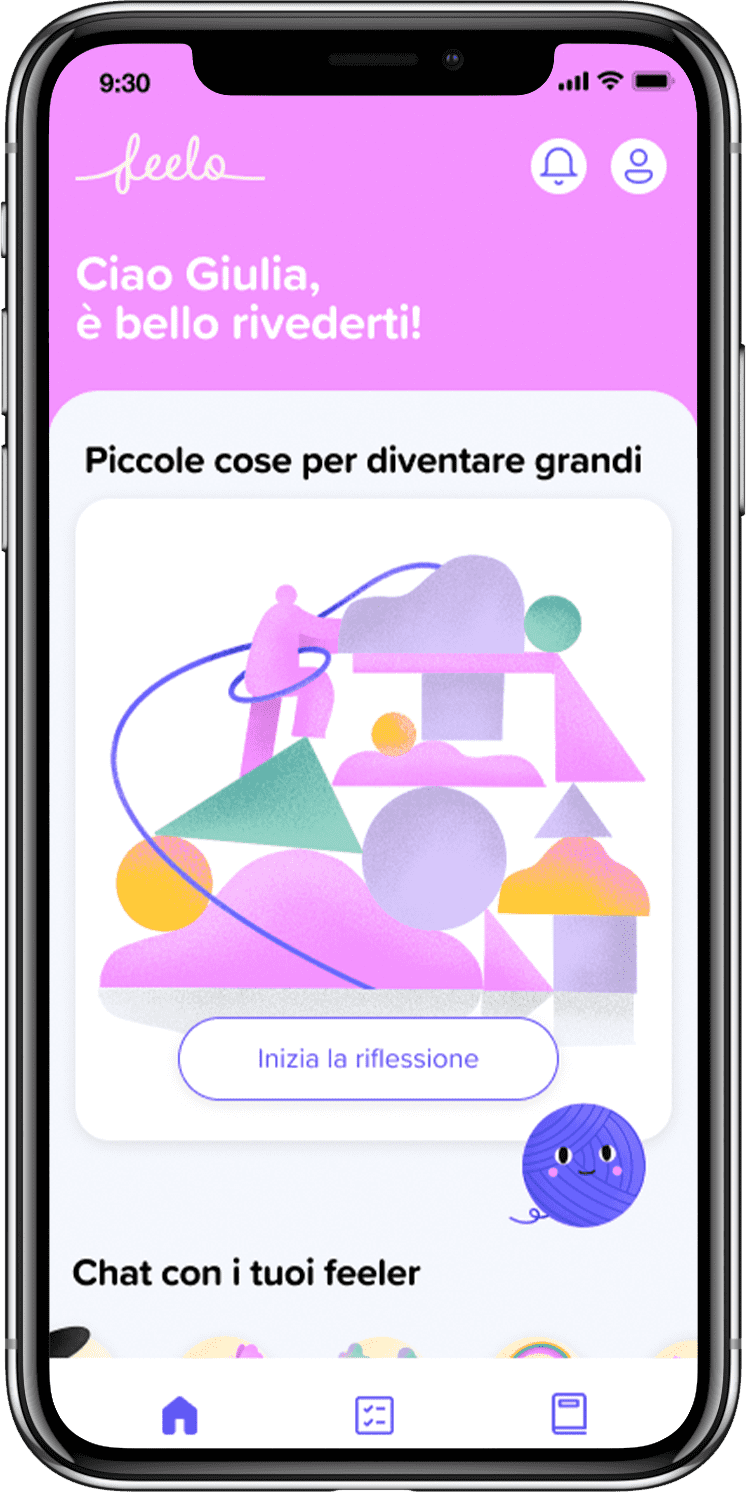 9:30
feelo
Ciao Giulia,
è bello rivederti!
Piccole cose per diventare grandi
Inizia la riflessione
Chat con i tuoi feeler